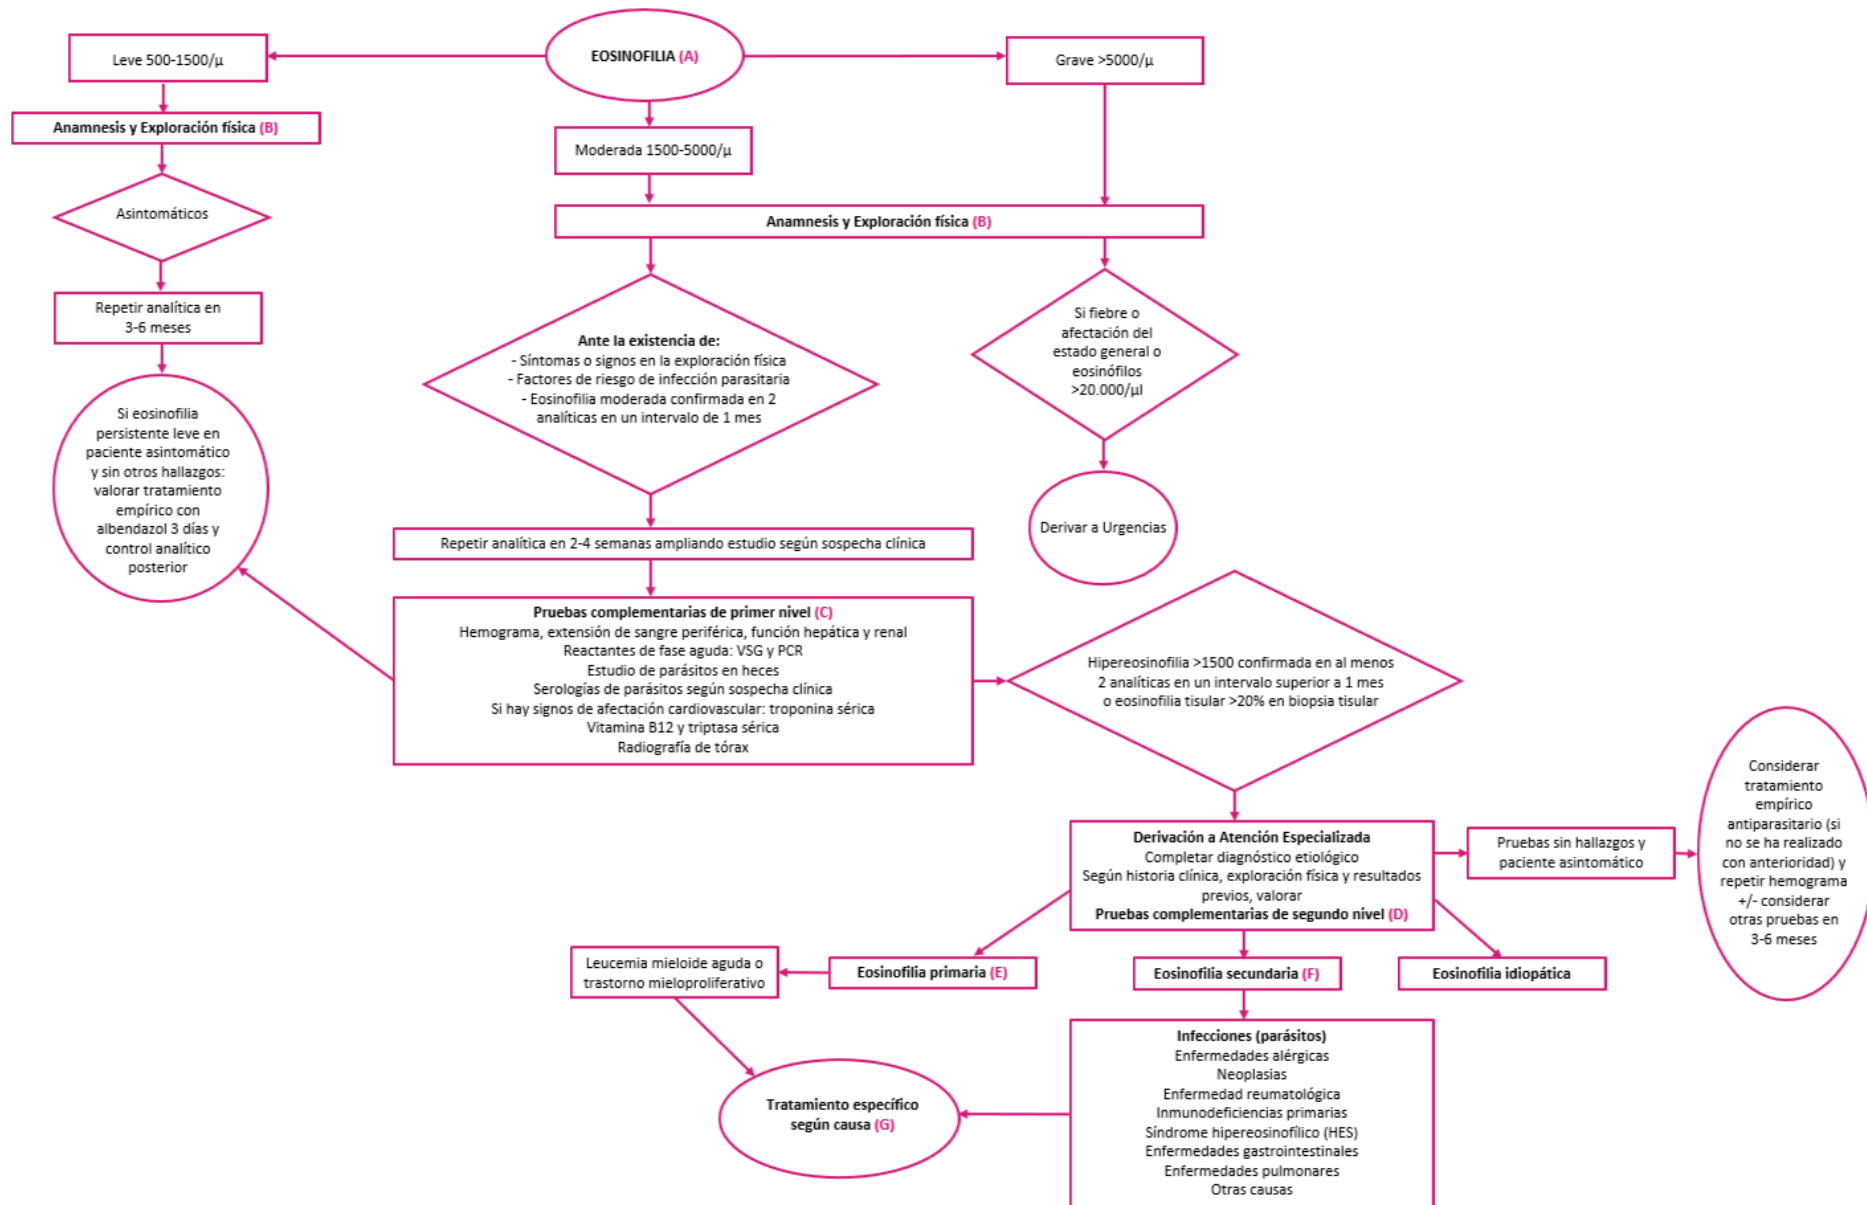 EOSINOFILIA (A)
Leve 500-1500/µ
Grave >5000/µ
Anamnesis y Exploración física (B)
Moderada 1500-5000/µ
Asintomáticos
Anamnesis y Exploración física (B)
Repetir analítica en
3-6 meses
Si eosinofilia
persistente leve en
paciente asintomático
y sin otros hallazgos:
valorar tratamiento
empírico con
albendazol 3 días y
control analítico
posterior
Ante la existencia de:
- Síntomas o signos en la exploración física
- Factores de riesgo de infección parasitaria
- Eosinofilia moderada confirmada en 2
analíticas en un intervalo de 1 mes
Si fiebre o
afectación del
estado general o
eosinófilos
>20.000/µl
Derivar a Urgencias
Repetir analítica en 2-4 semanas ampliando estudio según sospecha clínica
Pruebas complementarias de primer nivel (C)
Hemograma, extensión de sangre periférica, función hepática y renal
Reactantes de fase aguda: VSG y PCR
Estudio de parásitos en heces
Serologías de parásitos según sospecha clínica
Si hay signos de afectación cardiovascular: troponina sérica
Vitamina B12 y triptasa sérica
Radiografía de tórax
Hipereosinofilia >1500 confirmada en al menos
2 analíticas en un intervalo superior a 1 mes
o eosinofilia tisular >20% en biopsia tisular
Derivación a Atención Especializada
Completar diagnóstico etiológico
Según historia clínica, exploración física y resultados
previos, valorar
Pruebas complementarias de segundo nivel (D)
Pruebas sin hallazgos y
paciente asintomático
Considerar
tratamiento
empírico
antiparasitario (si
no se ha realizado
con anterioridad) y
repetir hemograma
+/- considerar
otras pruebas en
3-6 meses
Leucemia mieloide aguda o
trastorno mieloproliferativo
Eosinofilia primaria (E)
Eosinofilia secundaria (F)
Eosinofilia idiopática
Infecciones (parásitos)
Enfermedades alérgicas
Neoplasias
Enfermedad reumatológica
Inmunodeficiencias primarias
Síndrome hipereosinofílico (HES)
Enfermedades gastrointestinales
Enfermedades pulmonares
Otras causas
Tratamiento específico
según causa (G)